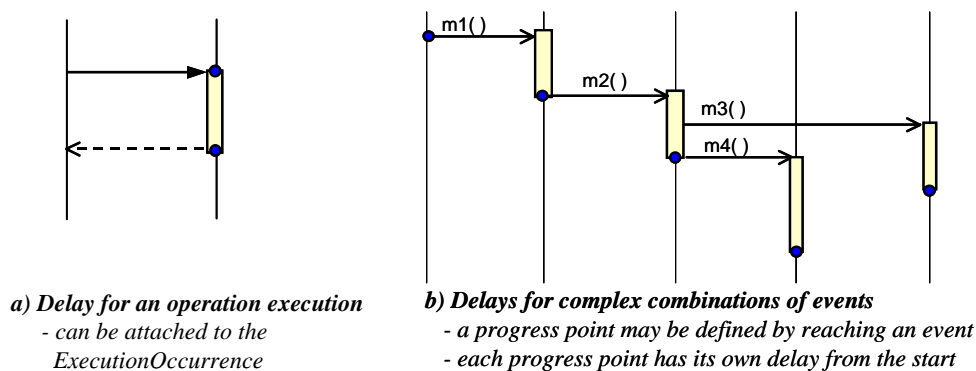 m1( )
m2( )
m3( )
m4( )
a) Delay for an operation execution
- can be attached to the
ExecutionOccurrence
b) Delays for complex combinations of events
- a progress point may be defined by reaching an event
- each progress point has its own delay from the start